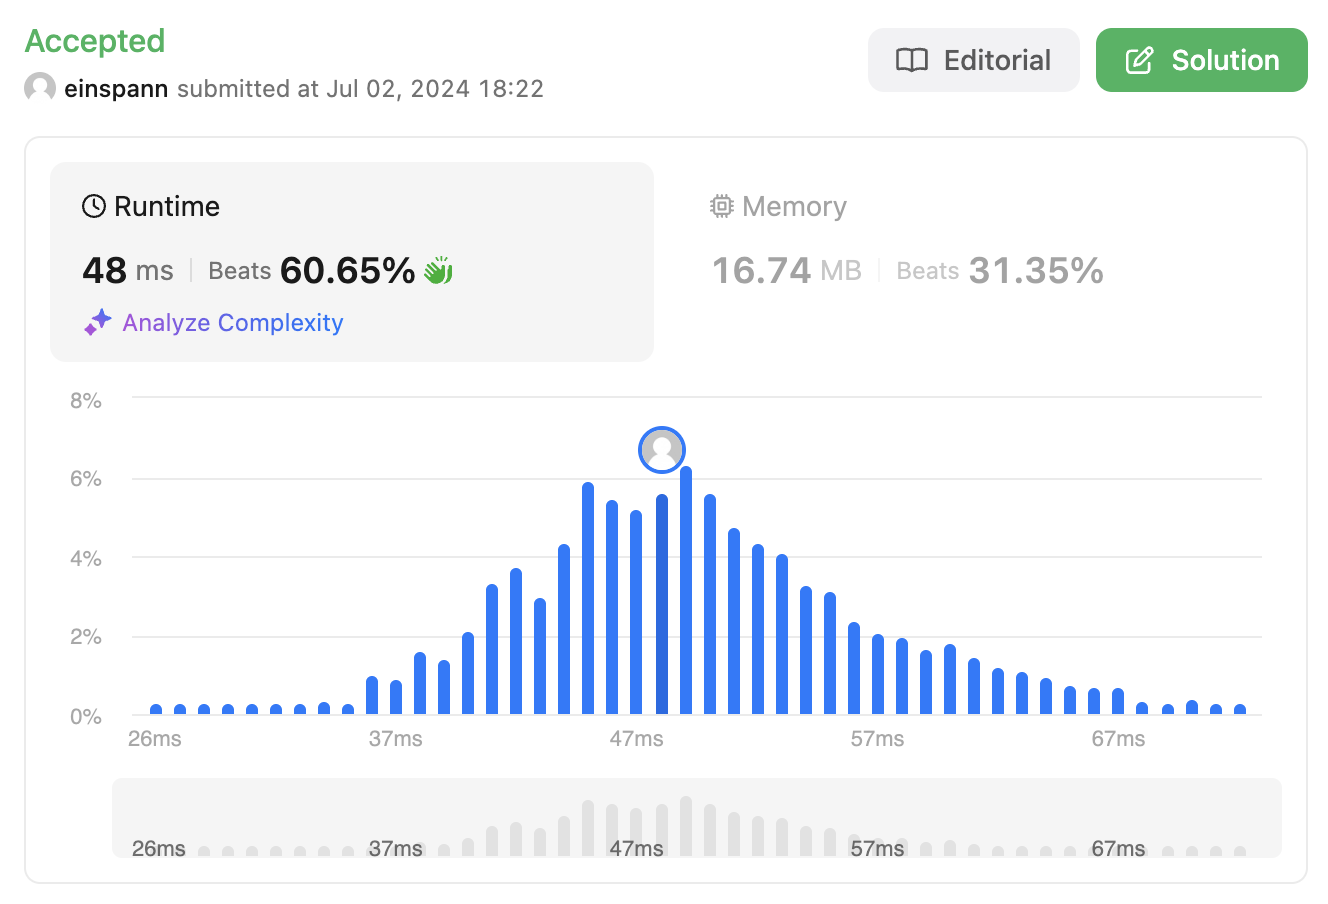 Accepted
einspann submitted at Jul 02, 2024 18:22
Editorial
Solution
Runtime
48 ms | Beats 60.65%
Analyze Complexity
Memory
16.74 MB | Beats 31.35%
8%
6%
4%
2%
0%
26ms 37ms 47ms 57ms 67ms
26ms 37ms 47ms 57ms 67ms